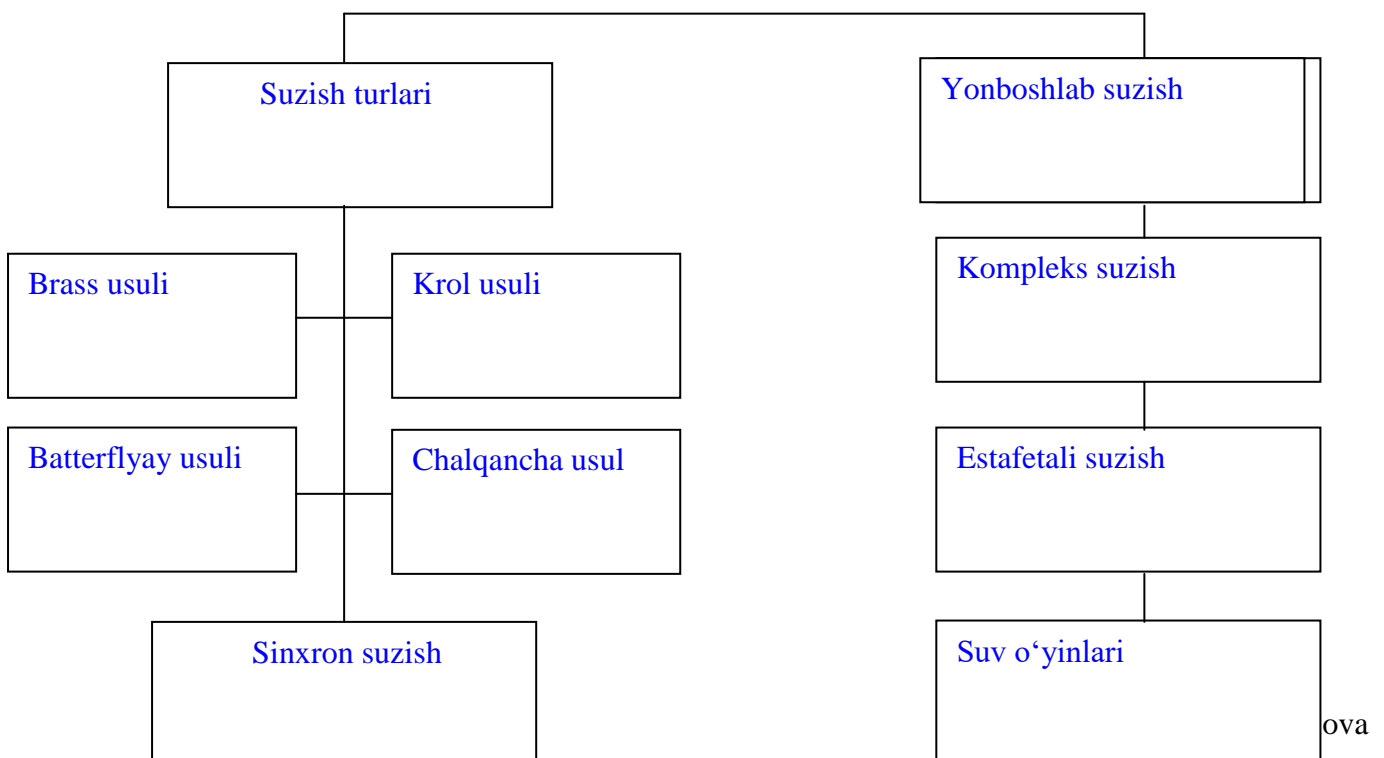 Suzish turlari
Yonboshlab suzish
Brass usuli
Krol usuli
Kompleks suzish
Batterflyay usuli
Chalqancha usul
Estafetali suzish
Sinxron suzish
Suv o‘yinlari
ova